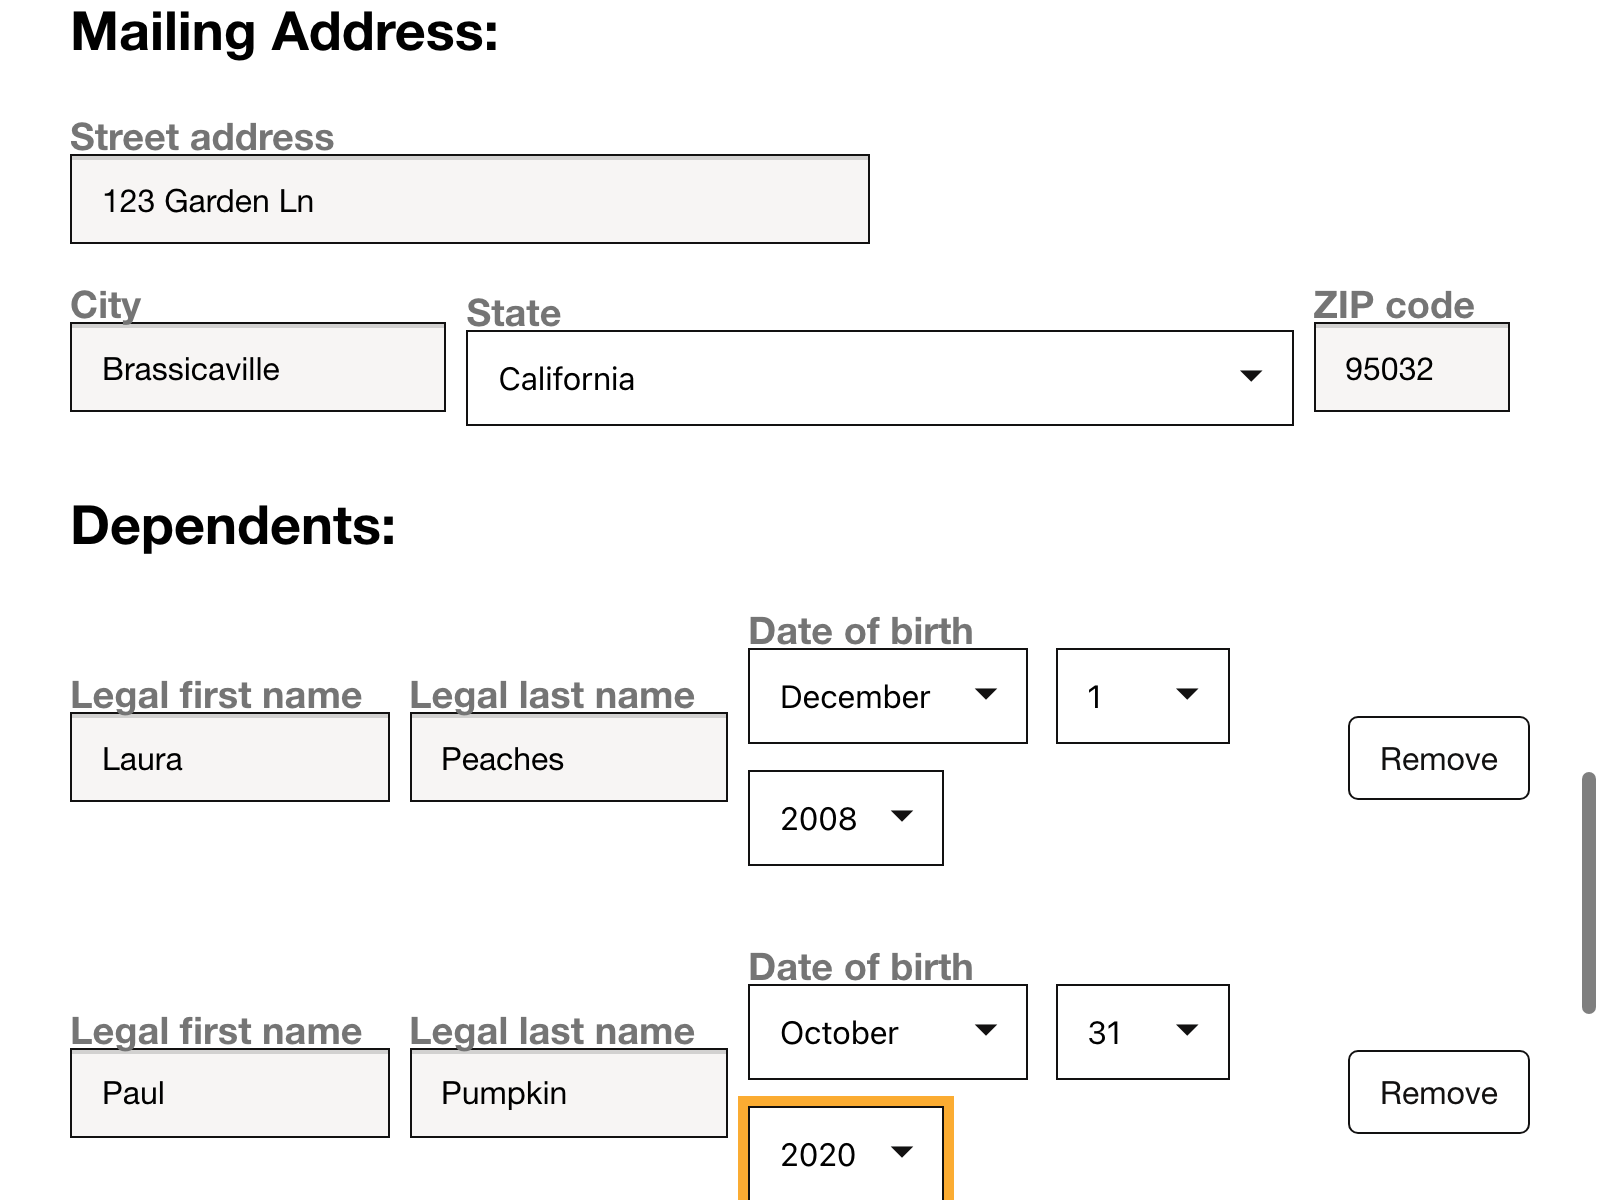 Mailing Address:
Street address
123 Garden Ln
City State ZIP code
Brassicaville California 95032
Dependents:
Date of birth
Legal first name Legal last name December 1
Laura Peaches Remove
2008
Date of birth
Legal first name Legal last name October 31
Paul Pumpkin Remove
2020